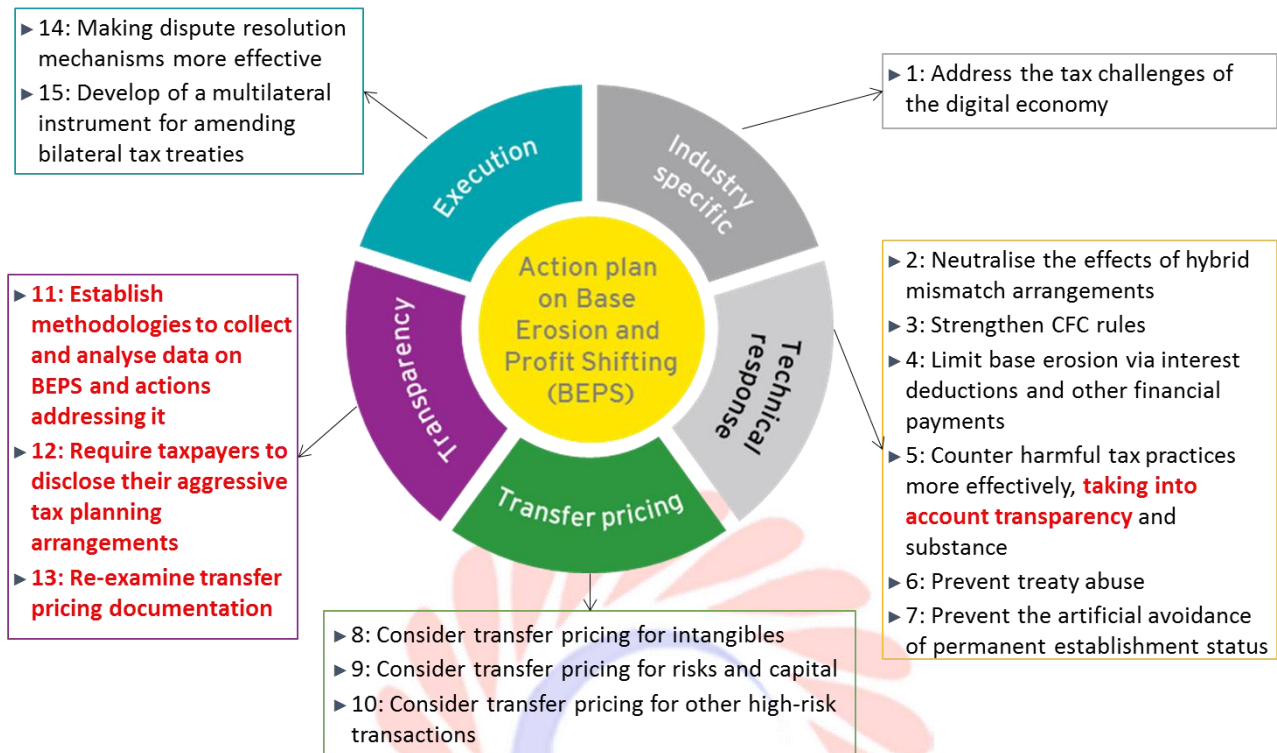 ► 14: Making dispute resolution
mechanisms more effective
► 15: Develop of a multilateral
instrument for amending
bilateral tax treaties
► 1: Address the tax challenges of
the digital economy
Execution
Industry
specific
Action plan
on Base
Erosion and
Profit Shifting
(BEPS)
Transparency
Technical
response
Transfer pricing
► 11: Establish
methodologies to collect
and analyse data on
BEPS and actions
addressing it
► 12: Require taxpayers to
disclose their aggressive
tax planning
arrangements
► 13: Re-examine transfer
pricing documentation
► 2: Neutralise the effects of hybrid
mismatch arrangements
► 3: Strengthen CFC rules
► 4: Limit base erosion via interest
deductions and other financial
payments
► 5: Counter harmful tax practices
more effectively, taking into
account transparency and
substance
► 6: Prevent treaty abuse
► 7: Prevent the artificial avoidance
of permanent establishment status
► 8: Consider transfer pricing for intangibles
► 9: Consider transfer pricing for risks and capital
► 10: Consider transfer pricing for other high-risk
transactions